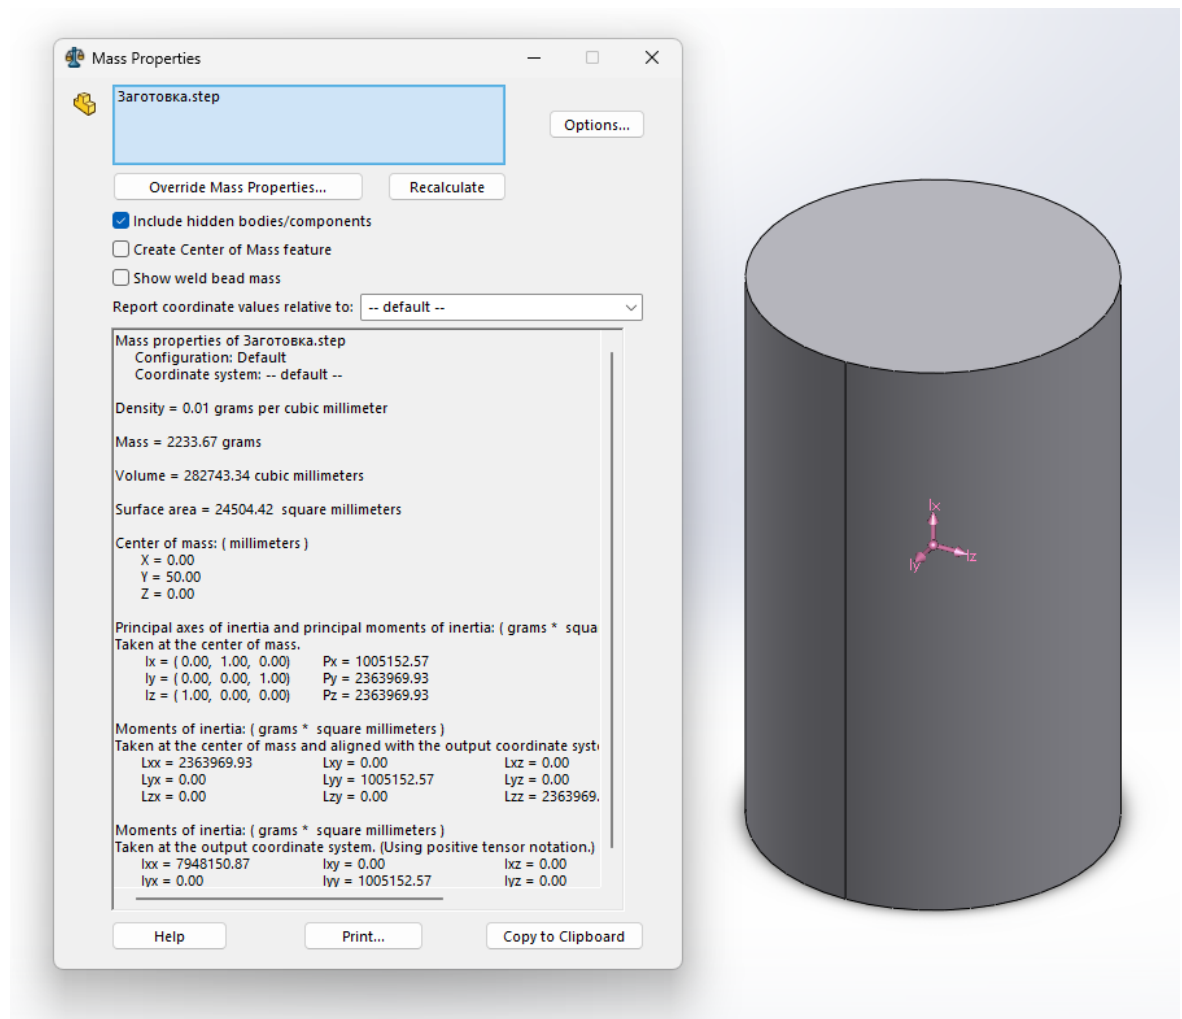 Mass Properties
Заготовка.step
Options...
Override Mass Properties...
Recalculate
Include hidden bodies/components
Create Center of Mass feature
Show weld bead mass
Report coordinate values relative to: -- default --
Mass properties of Заготовка.step
Configuration: Default
Coordinate system: -- default --
Density = 0.01 grams per cubic millimeter
Mass = 2233.67 grams
Volume = 282743.34 cubic millimeters
Surface area = 24504.42 square millimeters
Center of mass: ( millimeters )
X = 0.00
Y = 50.00
Z = 0.00
Principal axes of inertia and principal moments of inertia: ( grams * squa
Taken at the center of mass.
Ix = ( 0.00, 1.00, 0.00) Px = 1005152.57
Iy = ( 0.00, 0.00, 1.00) Py = 2363969.93
Iz = ( 1.00, 0.00, 0.00) Pz = 2363969.93
Moments of inertia: ( grams * square millimeters )
Taken at the center of mass and aligned with the output coordinate syst
Lxx = 2363969.93 Lxy = 0.00 Lxz = 0.00
Lyx = 0.00 Lyy = 1005152.57 Lyz = 0.00
Lzx = 0.00 Lzy = 0.00 Lzz = 2363969.
Moments of inertia: ( grams * square millimeters )
Taken at the output coordinate system. (Using positive tensor notation.)
Ixx = 7948150.87 Ixy = 0.00 Ixz = 0.00
Iyx = 0.00 Iyy = 1005152.57 Iyz = 0.00
Help
Print...
Copy to Clipboard
Ix
Iz
Iy